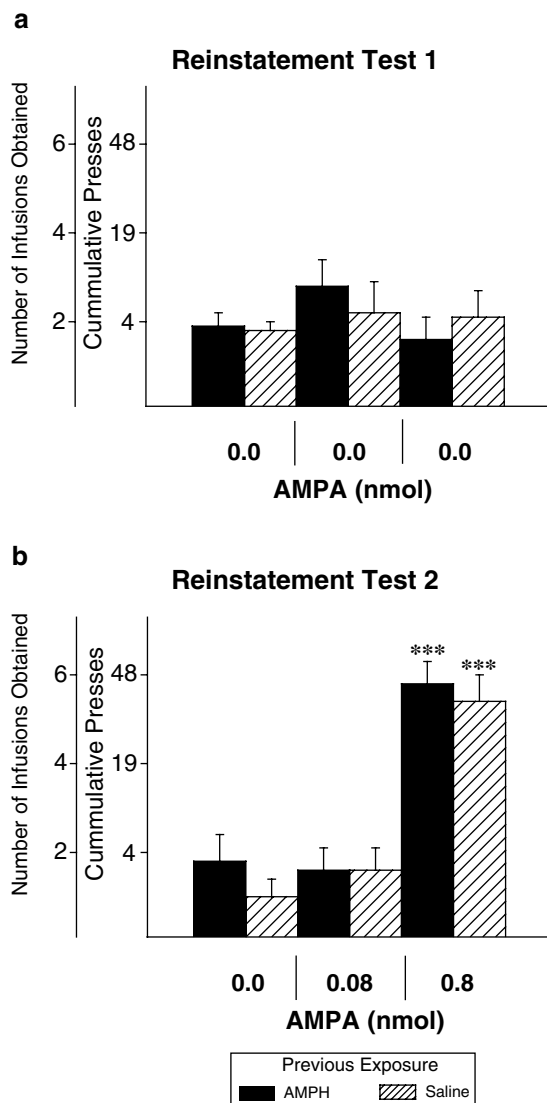 a
Reinstatement Test 1
Number of Infusions Obtained
Cummulative Presses
6
4
2
48
19
4
0.0 0.0 0.0
AMPA (nmol)
b
Reinstatement Test 2
Number of Infusions Obtained
Cummulative Presses
6
4
2
48
19
4
*** ***
0.0 0.08 0.8
AMPA (nmol)
Previous Exposure
AMPH Saline